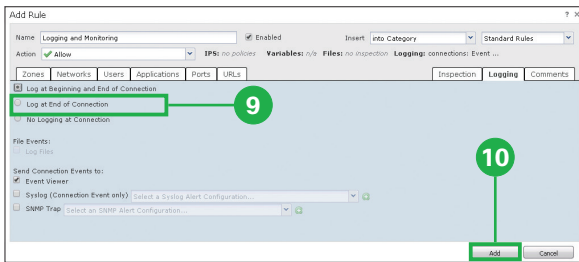 Add Rule ? X
Name Logging and Monitoring Enabled Insert into Category Standard Rules
Action Allow IPS: no policies Variables: n/a Files: no inspection Logging: connections: Event ...
Zones Networks Users Applications Ports URLs Inspection Logging Comments
Log at Beginning and End of Connection
Log at End of Connection
9
No Logging at Connection
File Events:
Log Files
10
Send Connection Events to:
Event Viewer
Syslog (Connection Event only) Select a Syslog Alert Configuration...
SNMP Trap Select an SNMP Alert Configuration...
Add Cancel